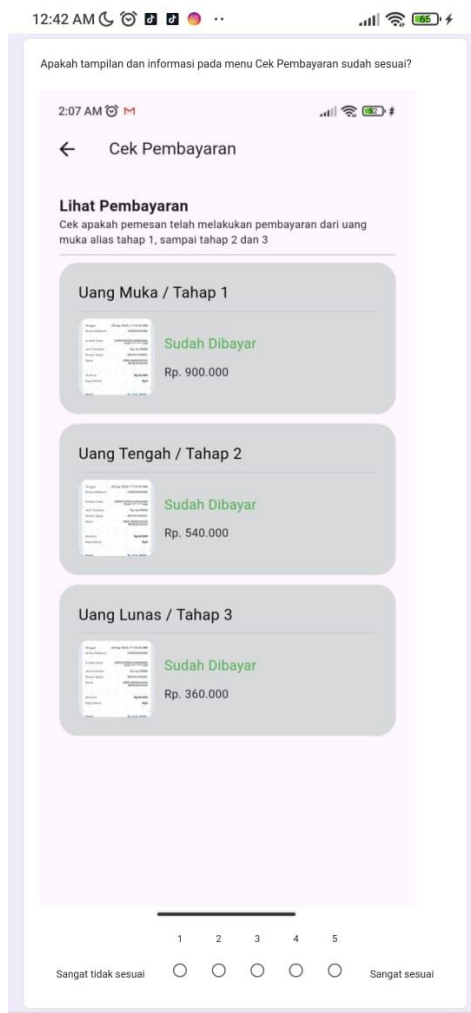 12:42 AM
65
Apakah tampilan dan informasi pada menu Cek Pembayaran sudah sesuai?
2:07 AM
Cek Pembayaran
Lihat Pembayaran
Cek apakah pemesan telah melakukan pembayaran dari uang
muka alias tahap 1, sampai tahap 2 dan 3
Uang Muka / Tahap 1
Sudah Dibayar
Rp. 900.000
Uang Tengah / Tahap 2
Sudah Dibayar
Rp. 540.000
Uang Lunas / Tahap 3
Sudah Dibayar
Rp. 360.000
1 2 3 4 5
Sangat tidak sesuai
Sangat sesuai